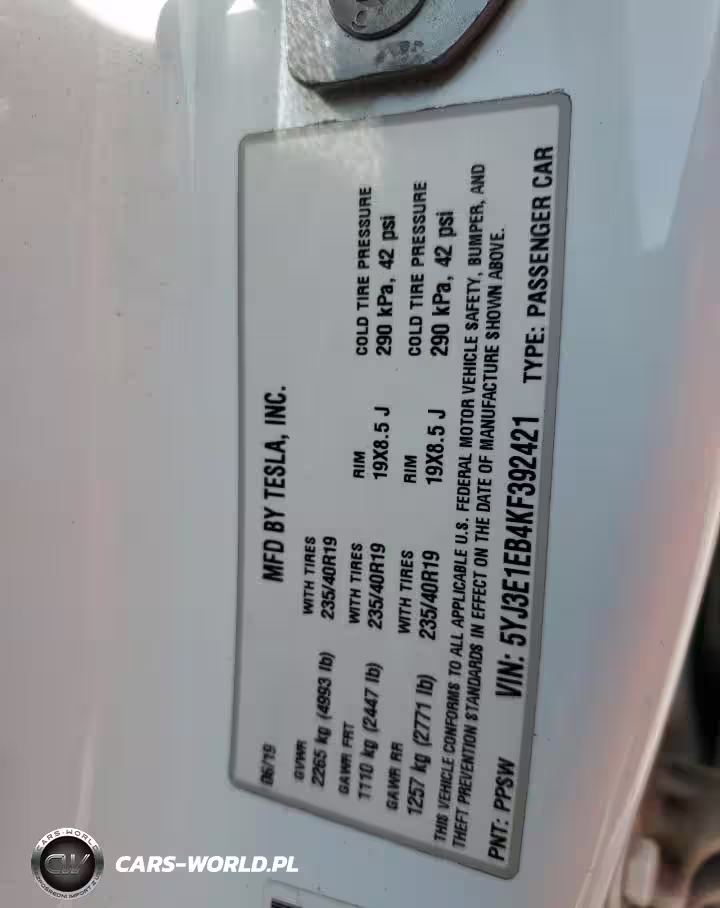 MFD BY TESLA, INC.
06/19
GVWR
2265 kg (4993 lb)
WITH TIRES
235/40R19
GAWR FRT
1110 kg (2447 lb)
WITH TIRES
235/40R19
RIM
19X8.5 J
COLD TIRE PRESSURE
290 kPa, 42 psi
GAWR RR
1257 kg (2771 lb)
WITH TIRES
235/40R19
RIM
19X8.5 J
COLD TIRE PRESSURE
290 kPa, 42 psi
THIS VEHICLE CONFORMS TO ALL APPLICABLE U.S. FEDERAL MOTOR VEHICLE SAFETY, BUMPER, AND
THEFT PREVENTION STANDARDS IN EFFECT ON THE DATE OF MANUFACTURE SHOWN ABOVE.
PNT: PPSW VIN: 5YJ3E1EB4KF392421 TYPE: PASSENGER CAR
CARS-WORLD
CW
CARS-WORLD.PL